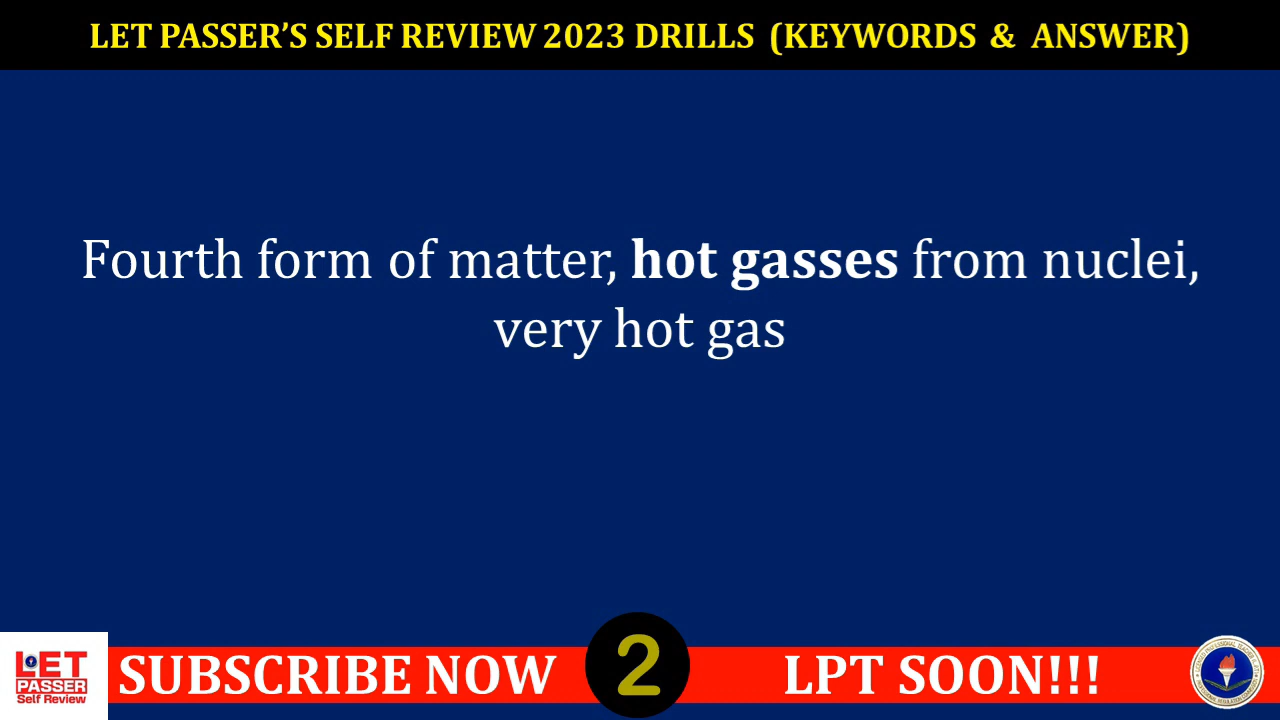 LET PASSER’S SELF REVIEW 2023 DRILLS (KEYWORDS & ANSWER)
Fourth form of matter, hot gasses from nuclei,
very hot gas
LET
PASSER
Self Review
SUBSCRIBE NOW
2
LPT SOON!!!